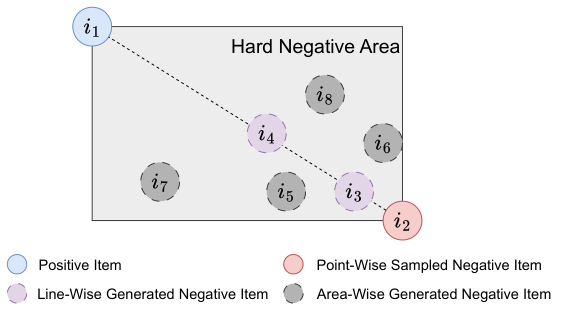 i₁
Hard Negative Area
i₈
i₄
i₆
i₇
i₅
i₃
i₂
Positive Item
Point-Wise Sampled Negative Item
Line-Wise Generated Negative Item
Area-Wise Generated Negative Item